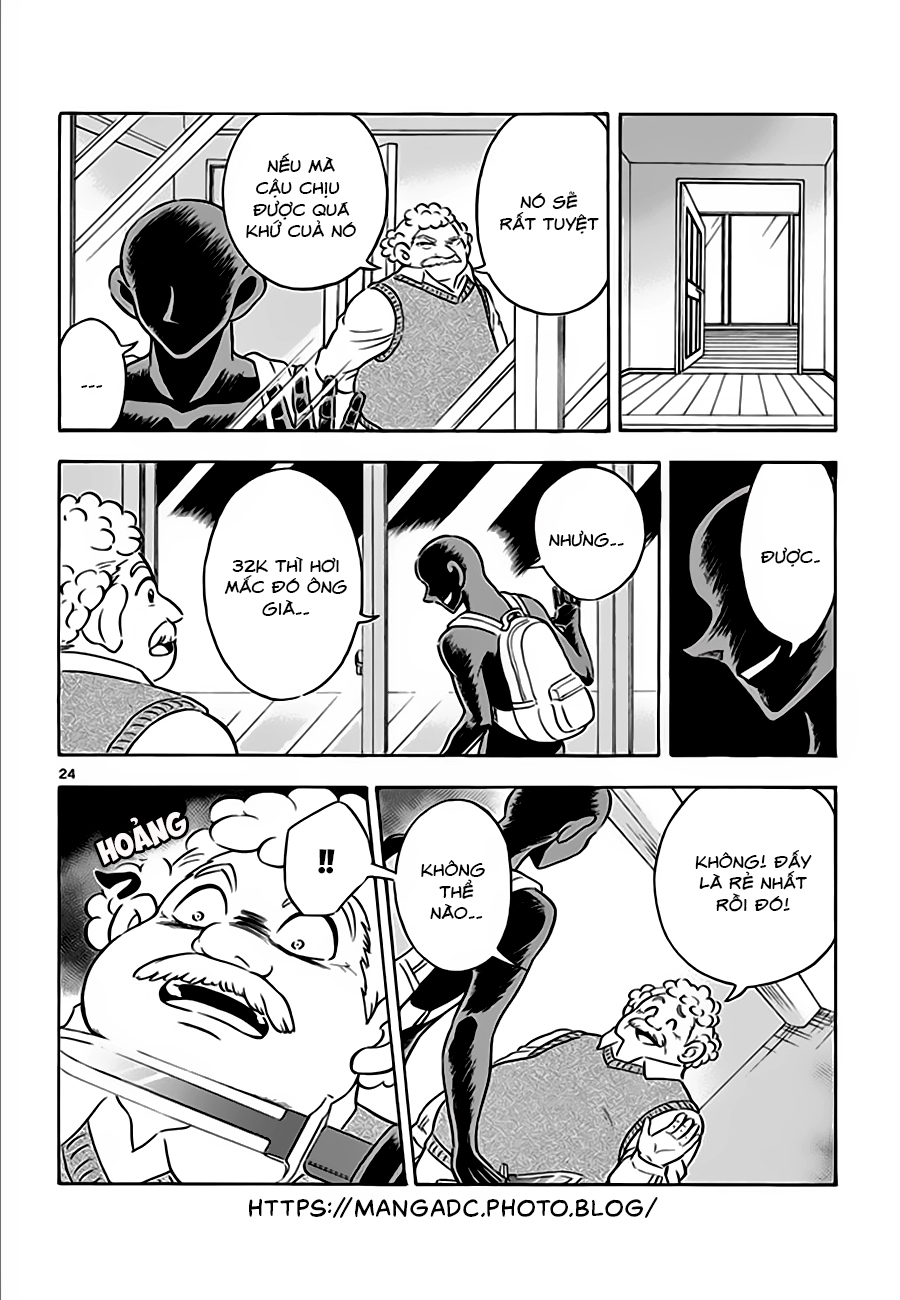 NẾU MÀ
CẬU CHỊU
ĐƯỢC QUÁ
KHỨ CUẢ NÓ
NÓ SẼ
RẤT TUYỆT
---
32K THÌ HƠI
MẮC ĐÓ ÔNG
GIÀ--
NHƯNG--
ĐƯỢC.
24
HOẢNG
!!
KHÔNG
THỂ
NÀO--
KHÔNG! ĐẤY
LÀ RẺ NHẤT
RỒI ĐÓ!
HTTPS://MANGADC.PHOTO.BLOG/